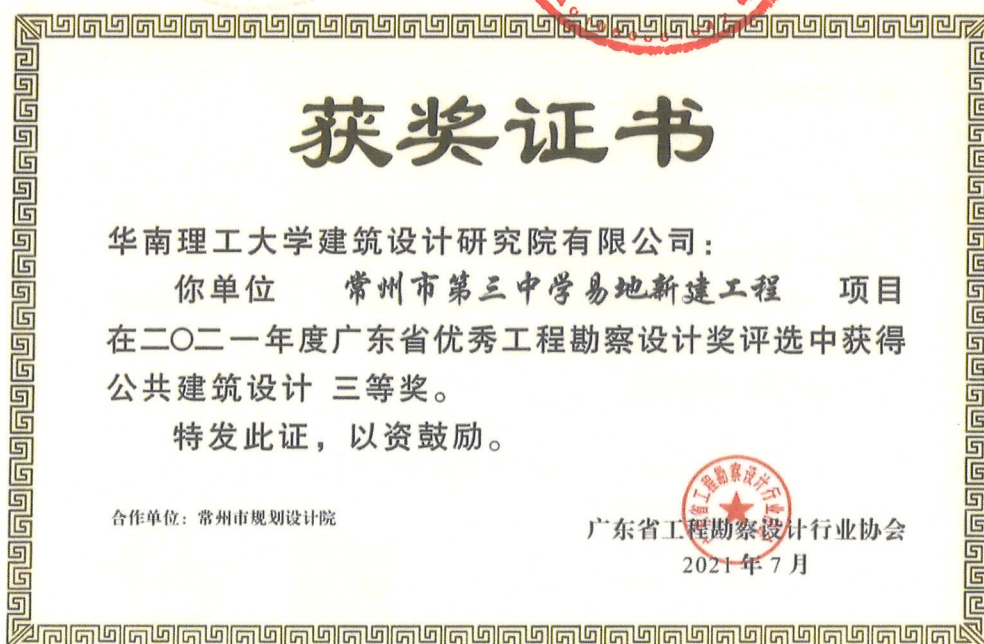 获奖证书
华南理工大学建筑设计研究院有限公司：
你单位 常州市第三中学易地新建工程 项目
在二〇二一年度广东省优秀工程勘察设计奖评选中获得
公共建筑设计 三等奖。
特发此证，以资鼓励。
合作单位：常州市规划设计院
广东省工程勘察设计行业协会
2021年7月